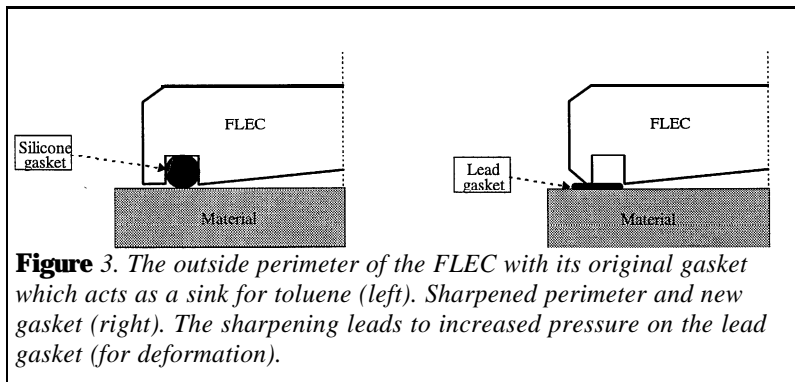 FLEC
Silicone
gasket
Material
FLEC
Lead
gasket
Material
Figure 3. The outside perimeter of the FLEC with its original gasket
which acts as a sink for toluene (left). Sharpened perimeter and new
gasket (right). The sharpening leads to increased pressure on the lead
gasket (for deformation).